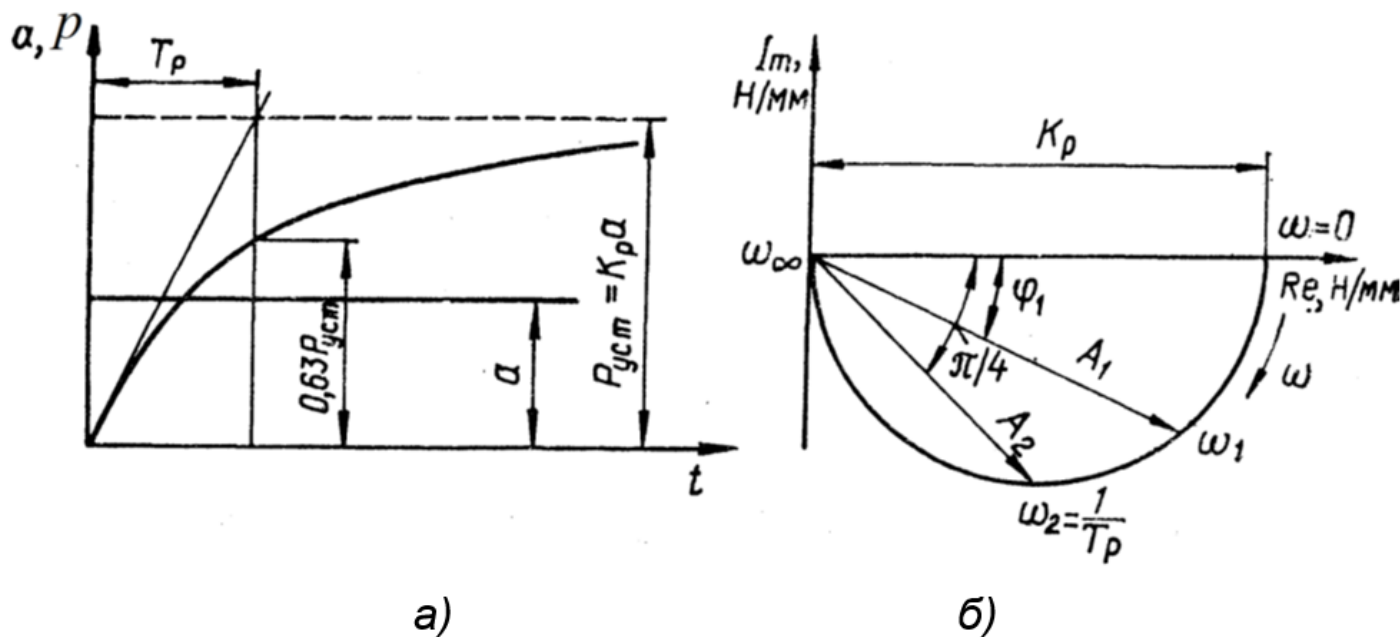 a, P
Tp
0,63Pуст
a
Pуст = Kpa
t
а)
Im,
Н/мм
Kp
ω=0
ω∞
Re, Н/мм
φ1
π/4
A1
A2
ω
ω1
ω2=1/Tp
б)